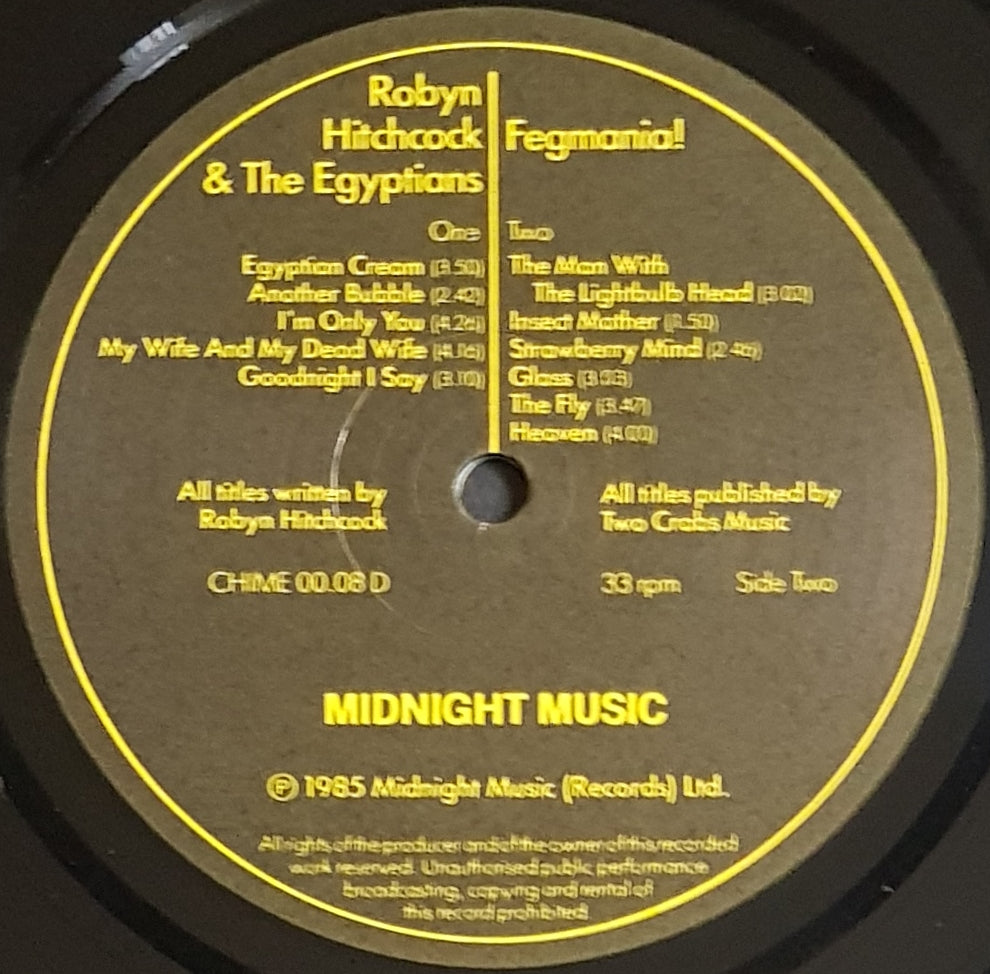 Robyn
Hitchcock
& The Egyptians
Fegmania!
One
Egyptian Cream (3.50)
Another Bubble (2.42)
I'm Only You (4.26)
My Wife And My Dead Wife (4.16)
Goodnight I Say (3.10)
Two
The Man With
The Lightbulb Head (3.02)
Insect Mother
Strawberry Mind (2.46)
Glass
The Fly (3.47)
Heaven (4.00)
All titles written by
Robyn Hitchcock
All titles published by
Two Crabs Music
CHIME 00.08 D
33 rpm Side Two
MIDNIGHT MUSIC
Ⓟ 1985 Midnight Music (Records) Ltd.
All rights of the producer and of the owner of this recorded
work reserved. Unauthorised public performance
broadcasting, copying and rental of
this record prohibited